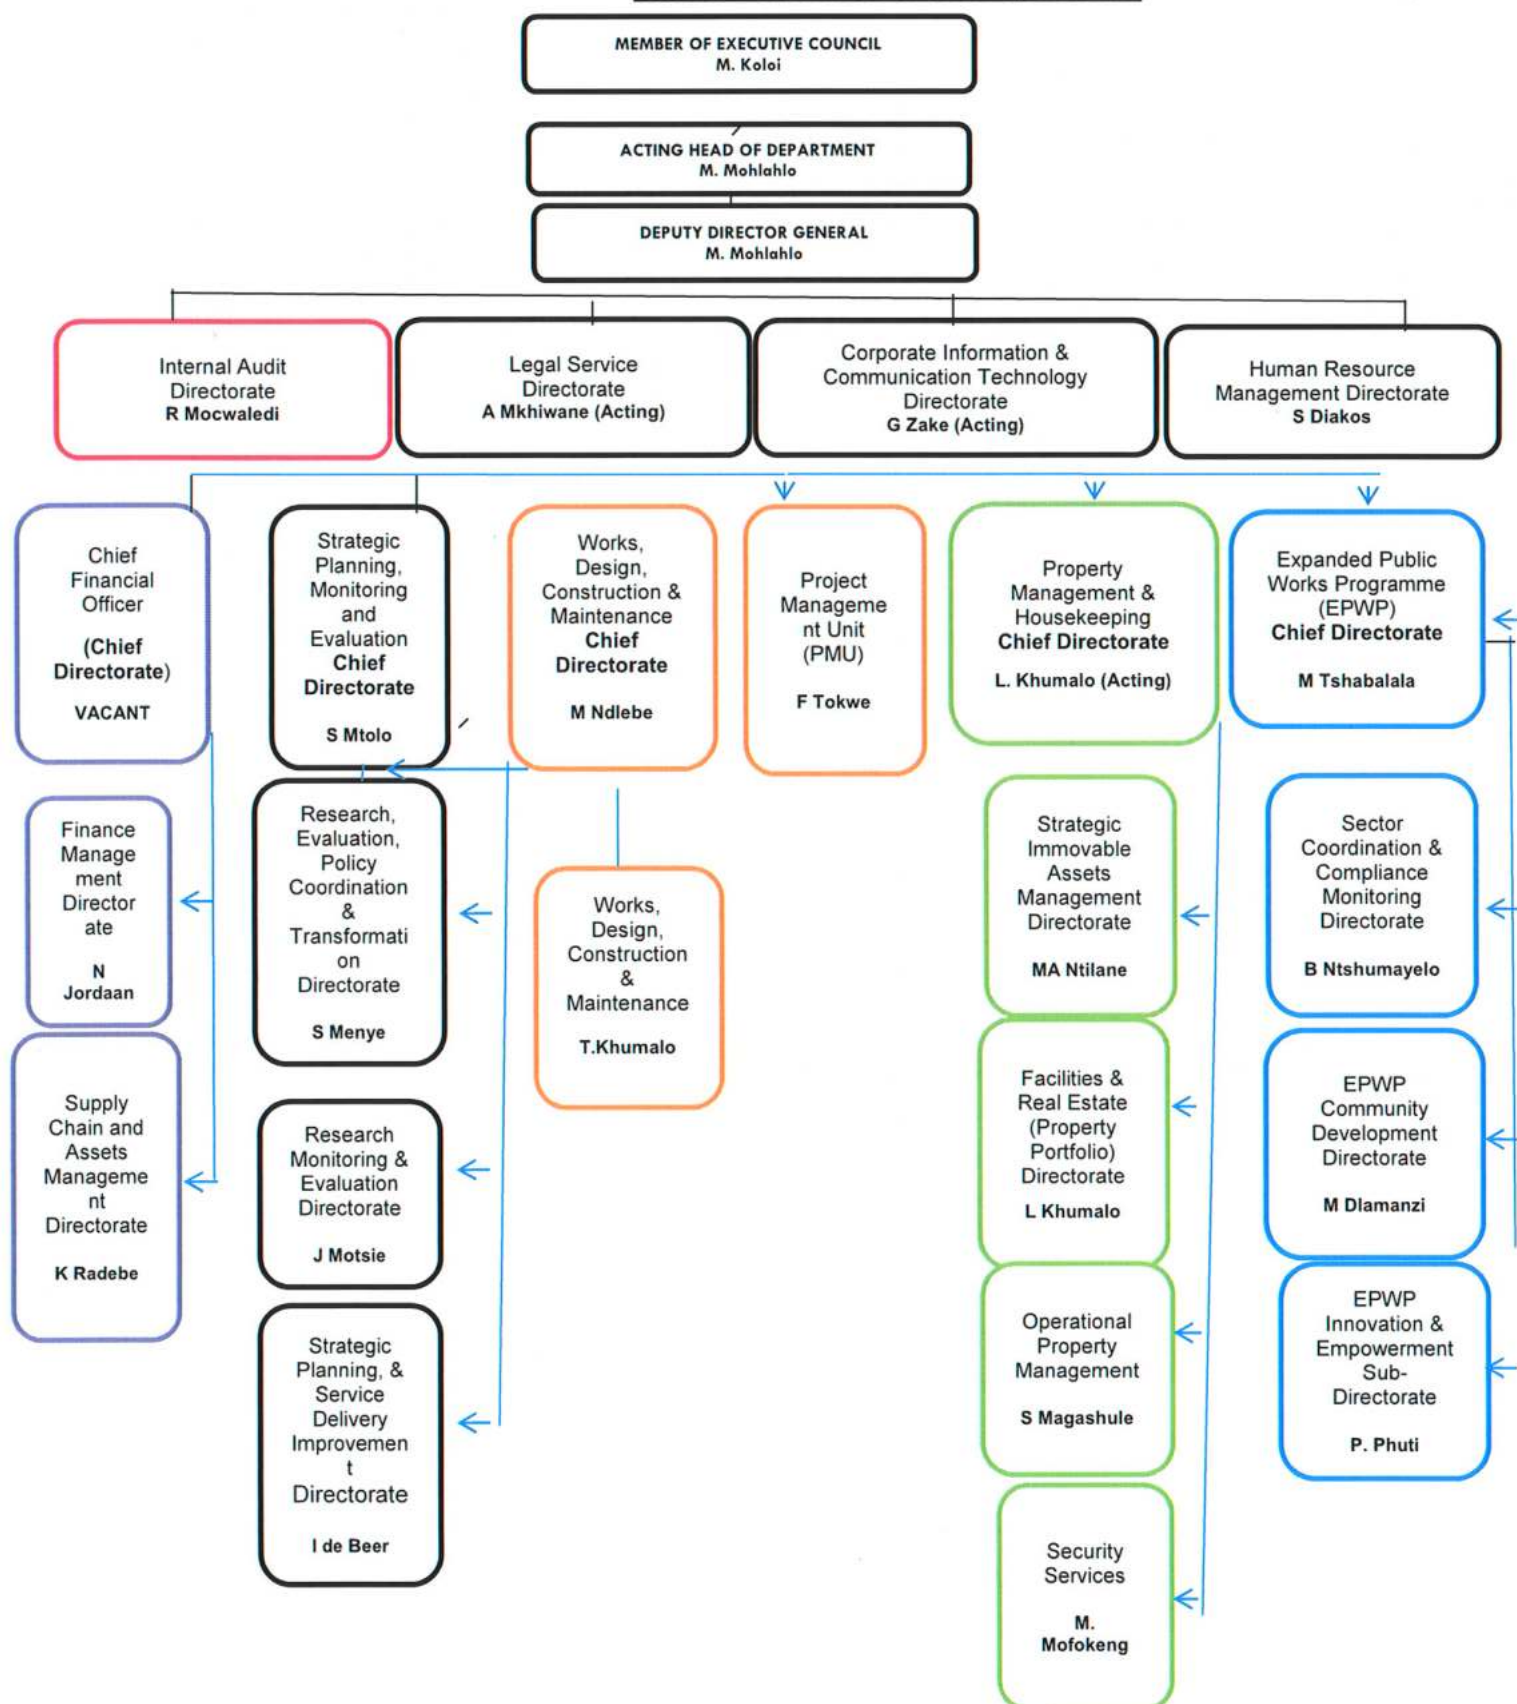 MEMBER OF EXECUTIVE COUNCIL
M. Koloi
ACTING HEAD OF DEPARTMENT
M. Mohlahlo
DEPUTY DIRECTOR GENERAL
M. Mohlahlo
Internal Audit
Directorate
R Mocwaledi
Legal Service
Directorate
A Mkhiwane (Acting)
Corporate Information &
Communication Technology
Directorate
G Zake (Acting)
Human Resource
Management Directorate
S Diakos
Chief
Financial
Officer
(Chief
Directorate)
VACANT
Strategic
Planning,
Monitoring
and
Evaluation
Chief
Directorate
S Mtolo
Works,
Design,
Construction &
Maintenance
Chief
Directorate
M Ndlebe
Project
Manageme
nt Unit
(PMU)
F Tokwe
Property
Management &
Housekeeping
Chief Directorate
L. Khumalo (Acting)
Expanded Public
Works Programme
(EPWP)
Chief Directorate
M Tshabalala
Finance
Manage
ment
Director
ate
N
Jordaan
Research,
Evaluation,
Policy
Coordination
&
Transformati
on
Directorate
S Menye
Works,
Design,
Construction
&
Maintenance
T.Khumalo
Strategic
Immovable
Assets
Management
Directorate
MA Ntilane
Sector
Coordination &
Compliance
Monitoring
Directorate
B Ntshumayelo
Supply
Chain and
Assets
Manageme
nt
Directorate
K Radebe
Research
Monitoring &
Evaluation
Directorate
J Motsie
Facilities &
Real Estate
(Property
Portfolio)
Directorate
L Khumalo
EPWP
Community
Development
Directorate
M Dlamanzi
Strategic
Planning, &
Service
Delivery
Improvemen
t
Directorate
I de Beer
Operational
Property
Management
S Magashule
EPWP
Innovation &
Empowerment
Sub-
Directorate
P. Phuti
Security
Services
M.
Mofokeng